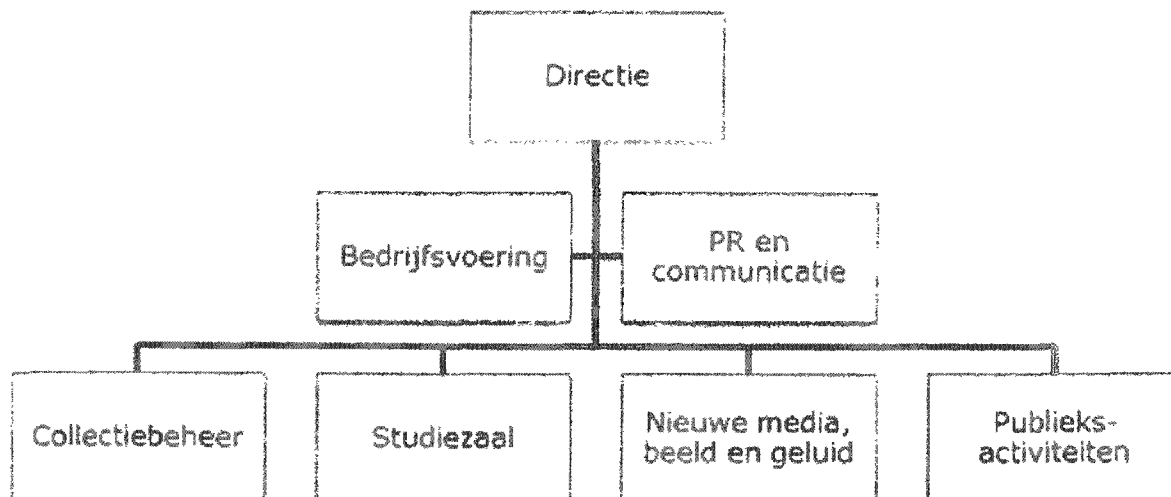 Directie
Bedrijfsvoering
PR en
communicatie
Collectiebeheer
Studiezaal
Nieuwe media,
beeld en geluid
Publieks-
activiteiten